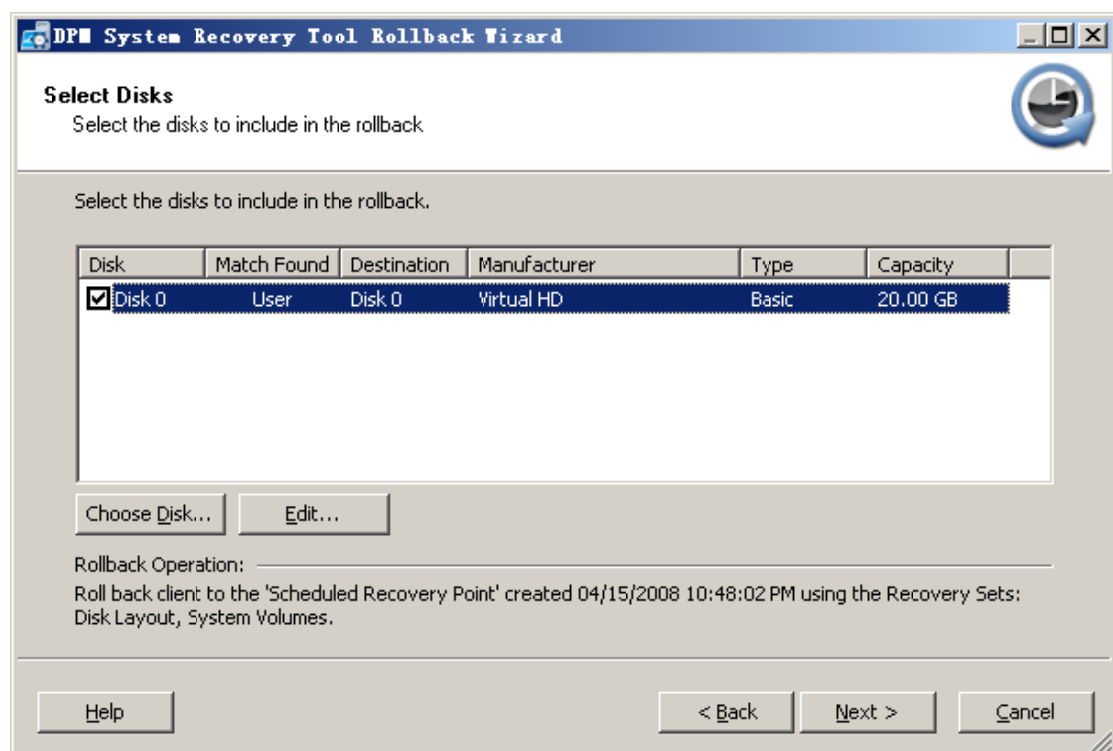 DPM System Recovery Tool Rollback Wizard
Select Disks
Select the disks to include in the rollback
Select the disks to include in the rollback.
Disk Match Found Destination Manufacturer Type Capacity
Disk 0 User Disk 0 Virtual HD Basic 20.00 GB
Choose Disk... Edit...
Rollback Operation:
Roll back client to the 'Scheduled Recovery Point' created 04/15/2008 10:48:02 PM using the Recovery Sets:
Disk Layout, System Volumes.
Help < Back Next > Cancel